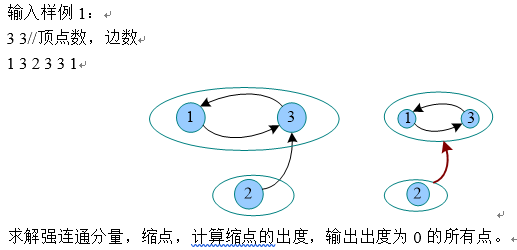 输入样例 1：
3 3//顶点数，边数
1 3 2 3 3 1
1 3 1 3
2 2
求解强连通分量，缩点，计算缩点的出度，输出出度为 0 的所有点。